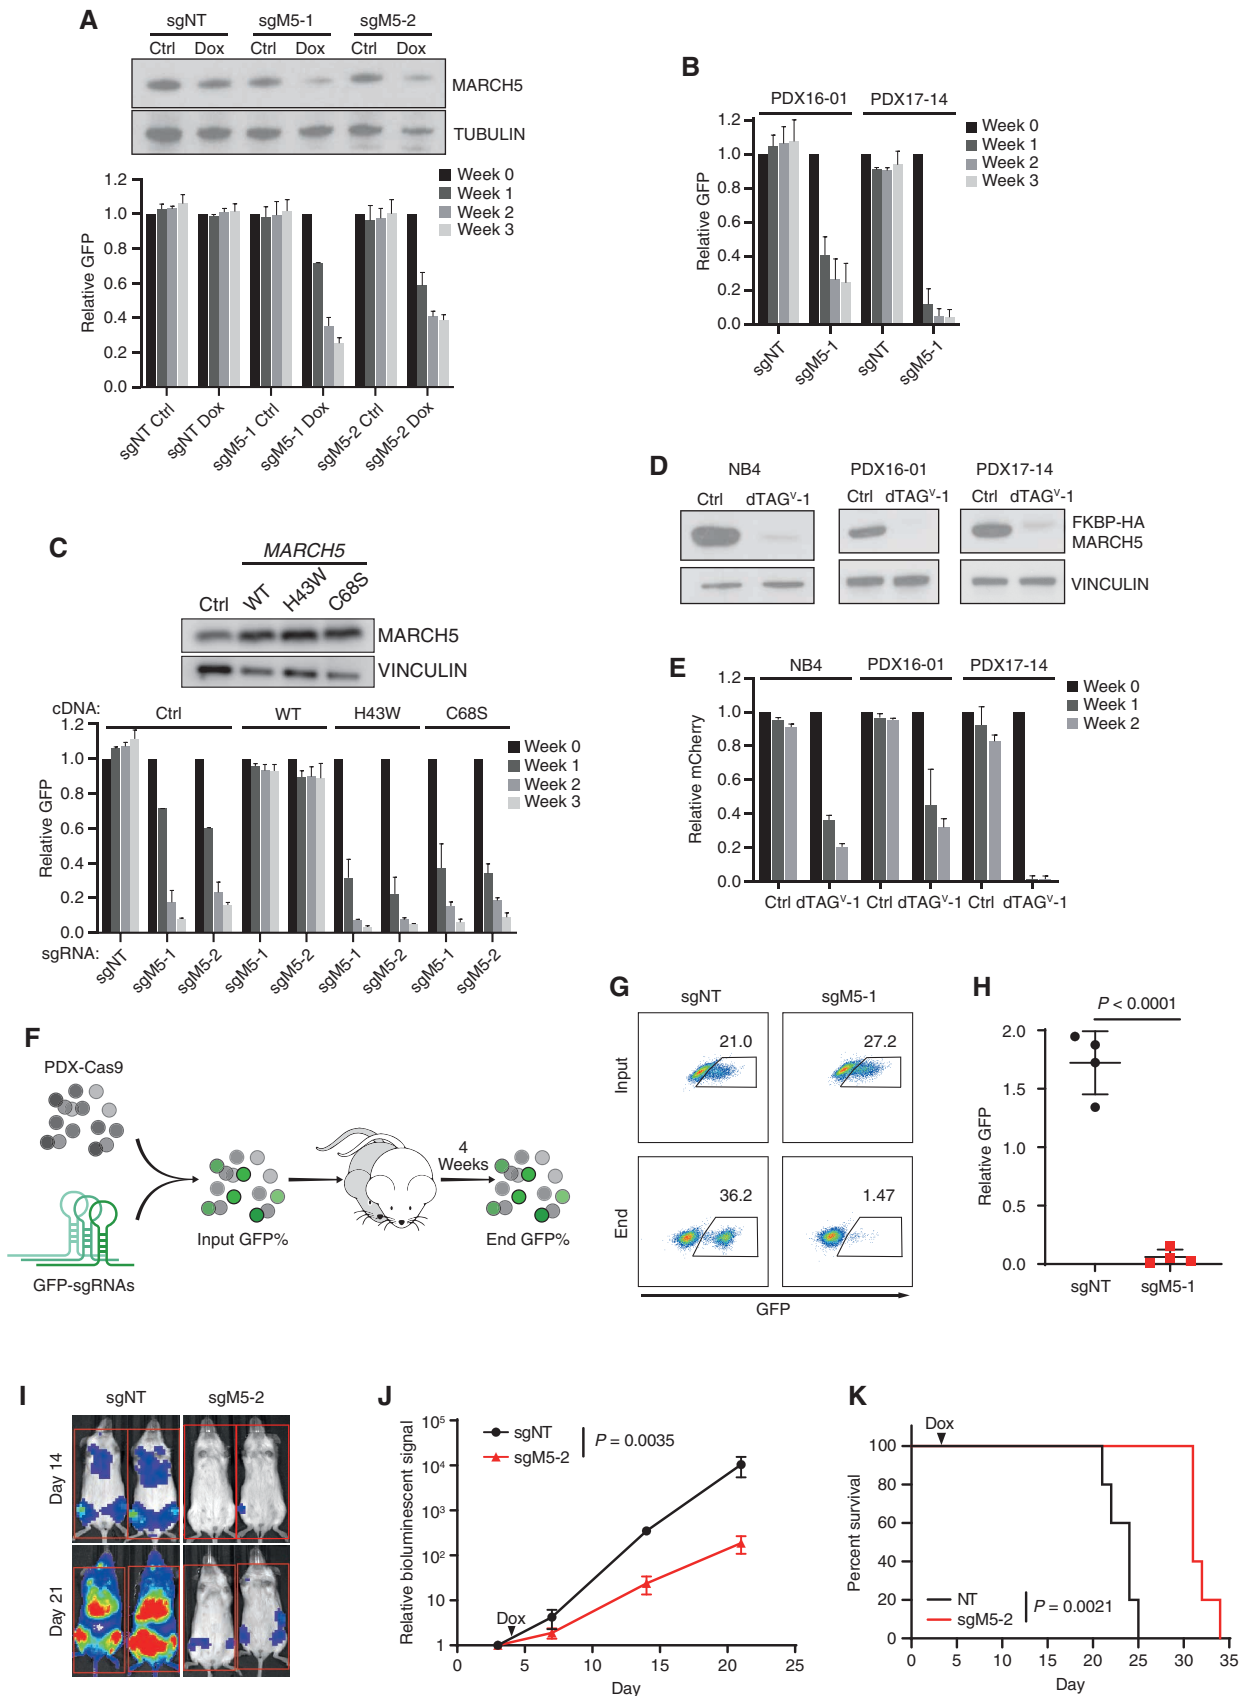 A
sgNT sgM5-1 sgM5-2
Ctrl Dox Ctrl Dox Ctrl Dox
MARCH5
TUBULIN
Relative GFP
1.2
1.0
0.8
0.6
0.4
0.2
0.0
Week 0
Week 1
Week 2
Week 3
sgNT Ctrl sgNT Dox sgM5-1 Ctrl sgM5-1 Dox sgM5-2 Ctrl sgM5-2 Dox
B
PDX16-01 PDX17-14
Relative GFP
1.2
1.0
0.8
0.6
0.4
0.2
0.0
Week 0
Week 1
Week 2
Week 3
sgNT sgM5-1 sgNT sgM5-1
C
MARCH5
Ctrl WT H43W C68S
MARCH5
VINCULIN
cDNA: Ctrl WT H43W C68S
Relative GFP
1.2
1.0
0.8
0.6
0.4
0.2
0.0
Week 0
Week 1
Week 2
Week 3
sgRNA: sgNT sgM5-1 sgM5-2 sgM5-1 sgM5-2 sgM5-1 sgM5-2 sgM5-1 sgM5-2
D
NB4 PDX16-01 PDX17-14
Ctrl dTAGV-1 Ctrl dTAGV-1 Ctrl dTAGV-1
FKBP-HA
MARCH5
VINCULIN
E
NB4 PDX16-01 PDX17-14
Relative mCherry
1.2
1.0
0.8
0.6
0.4
0.2
0.0
Week 0
Week 1
Week 2
Ctrl dTAGV-1 Ctrl dTAGV-1 Ctrl dTAGV-1
F
PDX-Cas9
GFP-sgRNAs
Input GFP%
4
Weeks
End GFP%
G
sgNT sgM5-1
Input
21.0 27.2
End
36.2 1.47
GFP
H
P < 0.0001
Relative GFP
2.0
1.5
1.0
0.5
0.0
sgNT sgM5-1
I
sgNT sgM5-2
Day 14
Day 21
J
Relative bioluminescent signal
10⁵
10⁴
10³
10²
10
1
sgNT
sgM5-2
P = 0.0035
Dox
0 5 10 15 20 25
Day
K
Dox
Percent survival
100
80
60
40
20
0
NT
sgM5-2
P = 0.0021
0 5 10 15 20 25 30 35
Day